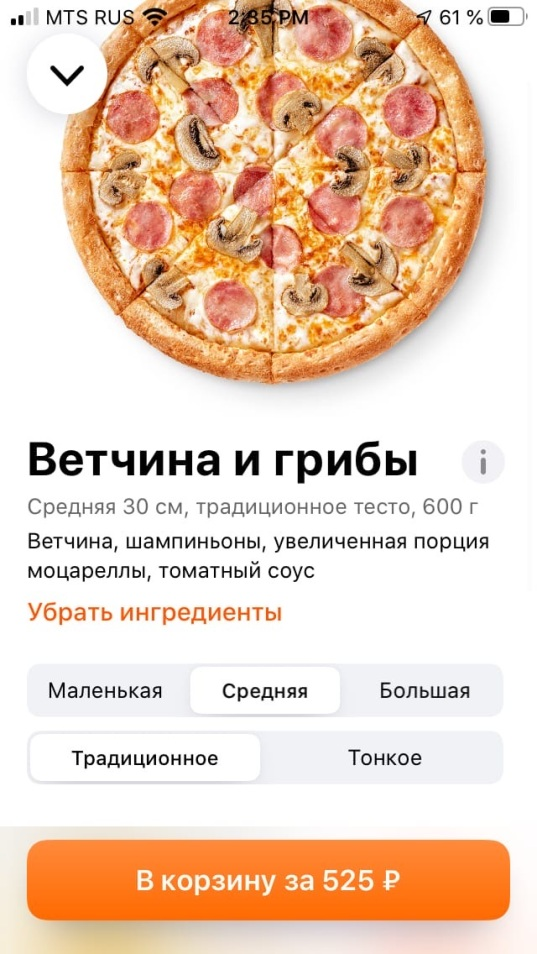 MTS RUS 2:35 PM 61 %
Ветчина и грибы
Средняя 30 см, традиционное тесто, 600 г
Ветчина, шампиньоны, увеличенная порция
моцареллы, томатный соус
Убрать ингредиенты
Маленькая Средняя Большая
Традиционное Тонкое
В корзину за 525 ₽